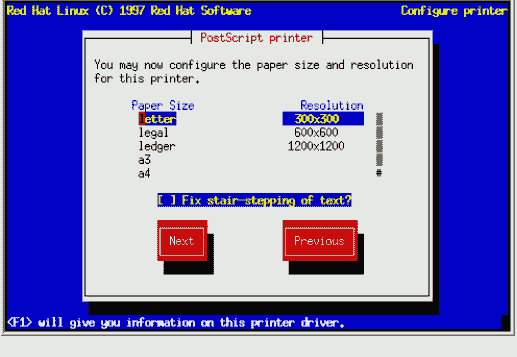 Red Hat Linux (C) 1997 Red Hat Software Configure printer
PostScript printer
You may now configure the paper size and resolution
for this printer.
Paper Size Resolution
letter 300x300
legal 600x600
ledger 1200x1200
a3
a4 #
[ ] Fix stair-stepping of text?
Next Previous
<F1> will give you information on this printer driver.